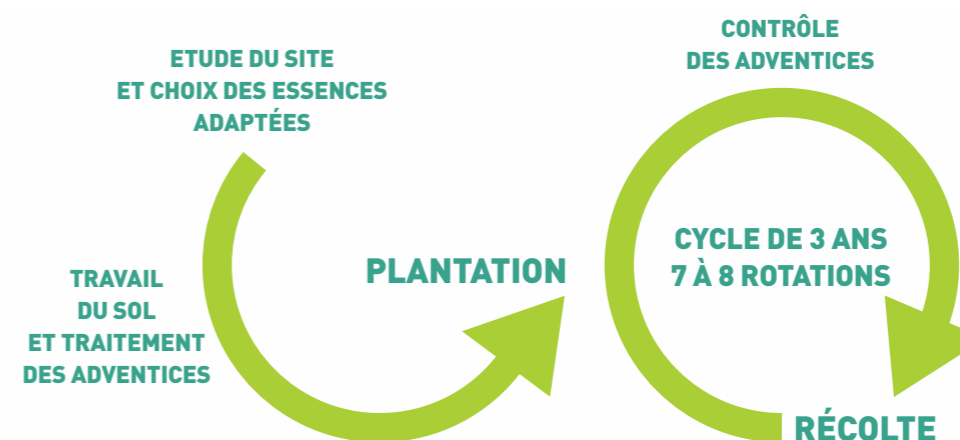 ETUDE DU SITE
ET CHOIX DES ESSENCES
ADAPTÉES
TRAVAIL
DU SOL
ET TRAITEMENT
DES ADVENTICES
PLANTATION
CONTRÔLE
DES ADVENTICES
CYCLE DE 3 ANS
7 À 8 ROTATIONS
RÉCOLTE